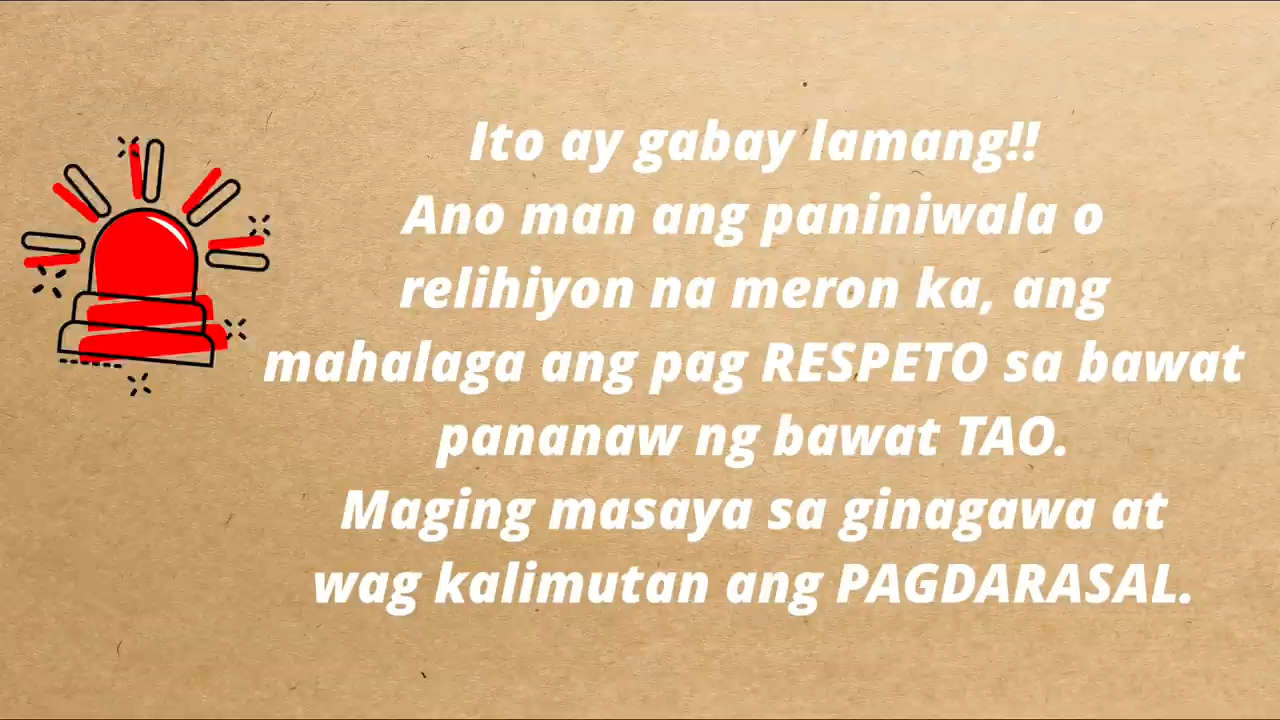 Ito ay gabay lamang!!
Ano man ang paniniwala o
relihiyon na meron ka, ang
mahalaga ang pag RESPETO sa bawat
pananaw ng bawat TAO.
Maging masaya sa ginagawa at
wag kalimutan ang PAGDARASAL.